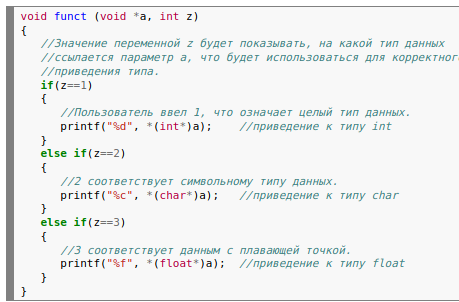 void funct (void *a, int z)
{
//Значение переменной z будет показывать, на какой тип данных
//ссылается параметр a, что будет использоваться для корректног
//приведения типа.
if(z==1)
{
//Пользователь ввел 1, что означает целый тип данных.
printf("%d", *(int*)a); //приведение к типу int
}
else if(z==2)
{
//2 соответствует символьному типу данных.
printf("%c", *(char*)a); //приведение к типу char
}
else if(z==3)
{
//3 соответствует данным с плавающей точкой.
printf("%f", *(float*)a); //приведение к типу float
}
}